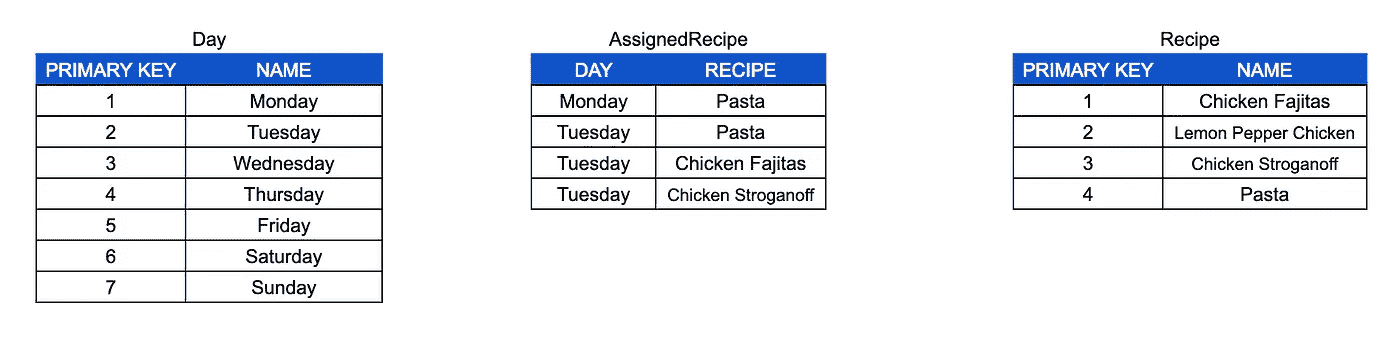 Day
PRIMARY KEY NAME
1 Monday
2 Tuesday
3 Wednesday
4 Thursday
5 Friday
6 Saturday
7 Sunday
AssignedRecipe
DAY RECIPE
Monday Pasta
Tuesday Pasta
Tuesday Chicken Fajitas
Tuesday Chicken Stroganoff
Recipe
PRIMARY KEY NAME
1 Chicken Fajitas
2 Lemon Pepper Chicken
3 Chicken Stroganoff
4 Pasta